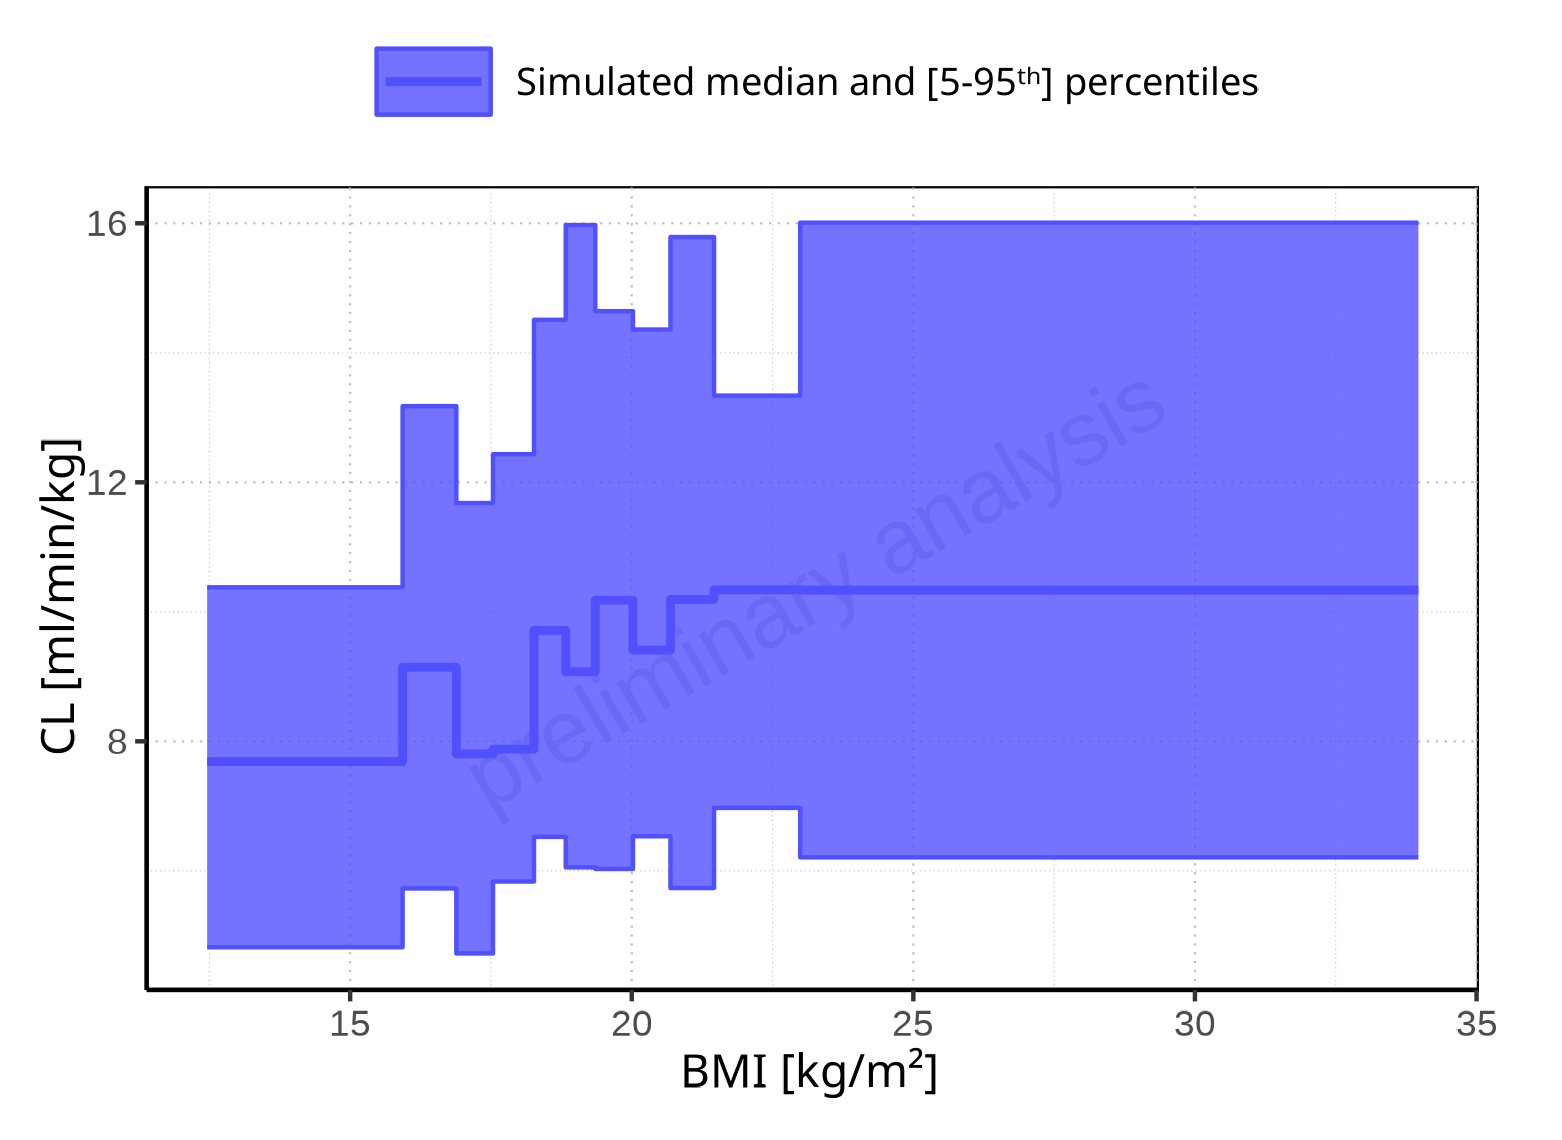 Simulated median and [5-95ᵗʰ] percentiles
16
12
8
CL [ml/min/kg]
preliminary analysis
15 20 25 30 35
BMI [kg/m²]